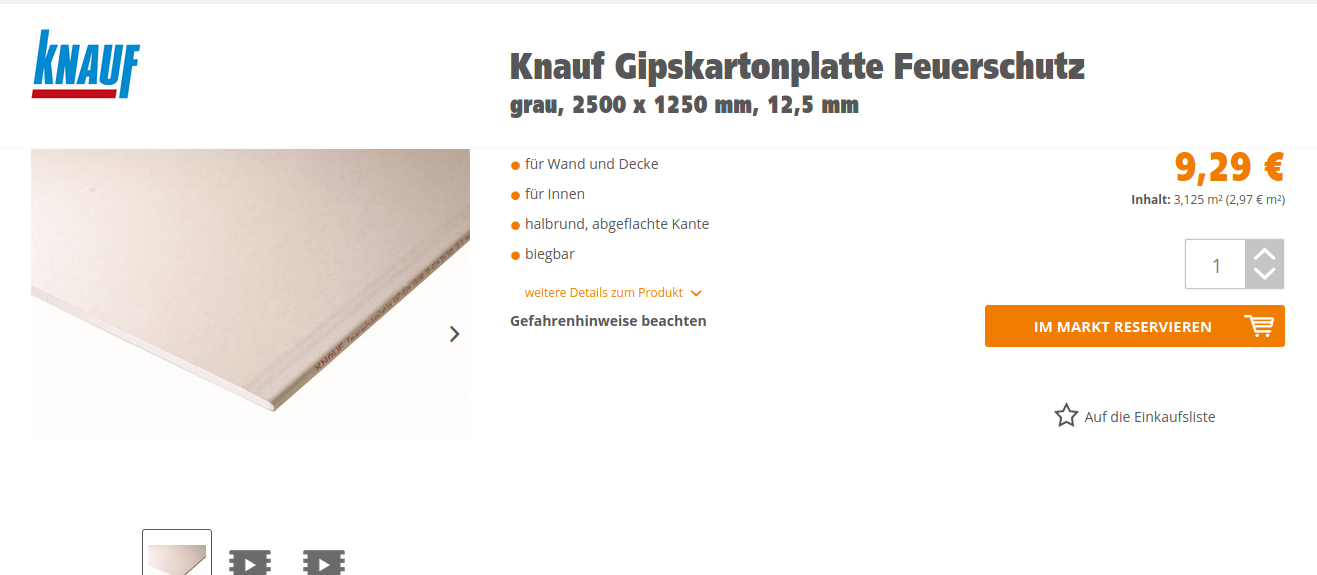 KNAUF
Knauf Gipskartonplatte Feuerschutz
grau, 2500 x 1250 mm, 12,5 mm
für Wand und Decke
für Innen
halbrund, abgeflachte Kante
biegbar
weitere Details zum Produkt
Gefahrenhinweise beachten
9,29 €
Inhalt: 3,125 m² (2,97 € m²)
1
IM MARKT RESERVIEREN
Auf die Einkaufsliste
KNAUF